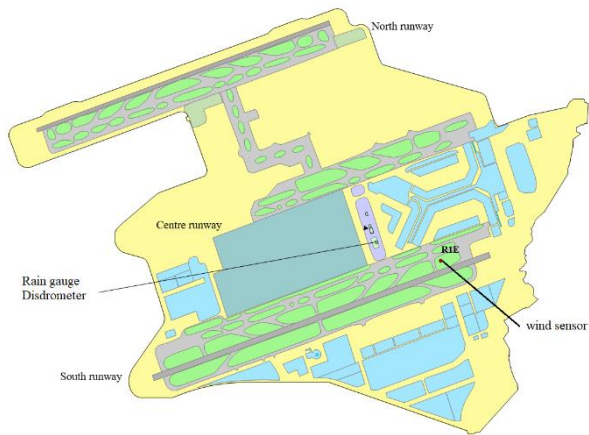 North runway
Centre runway
R1E
Rain gauge
Disdrometer
wind sensor
South runway